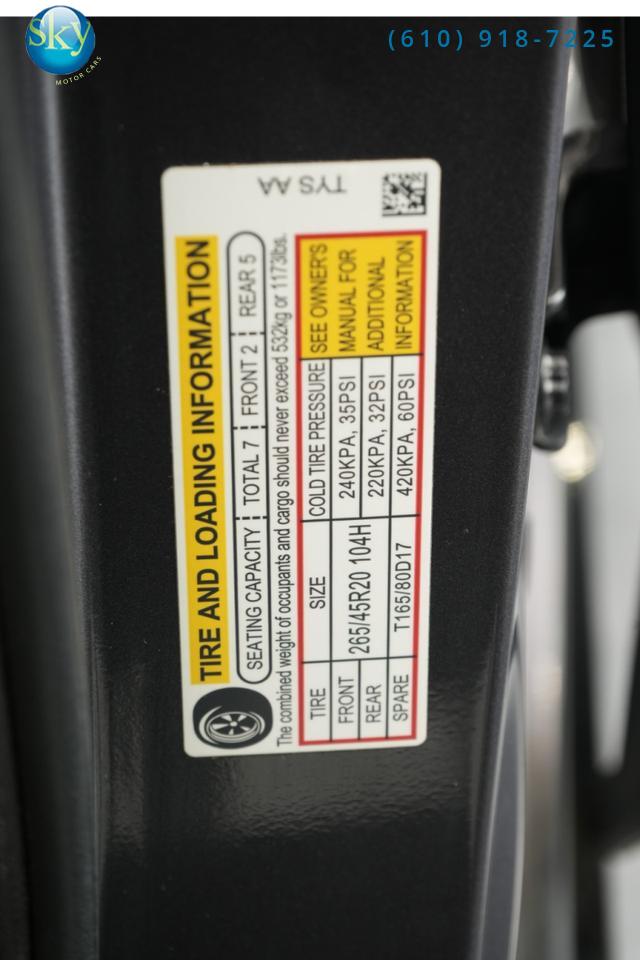 Sky
MOTOR CARS
(610) 918-7225
TYS AA
TIRE AND LOADING INFORMATION
SEATING CAPACITY TOTAL 7 FRONT 2 REAR 5
The combined weight of occupants and cargo should never exceed 532kg or 1173lbs.
TIRE SIZE COLD TIRE PRESSURE SEE OWNER'S
FRONT 265/45R20 104H 240KPA, 35PSI MANUAL FOR
REAR 220KPA, 32PSI ADDITIONAL
SPARE T165/80D17 420KPA, 60PSI INFORMATION